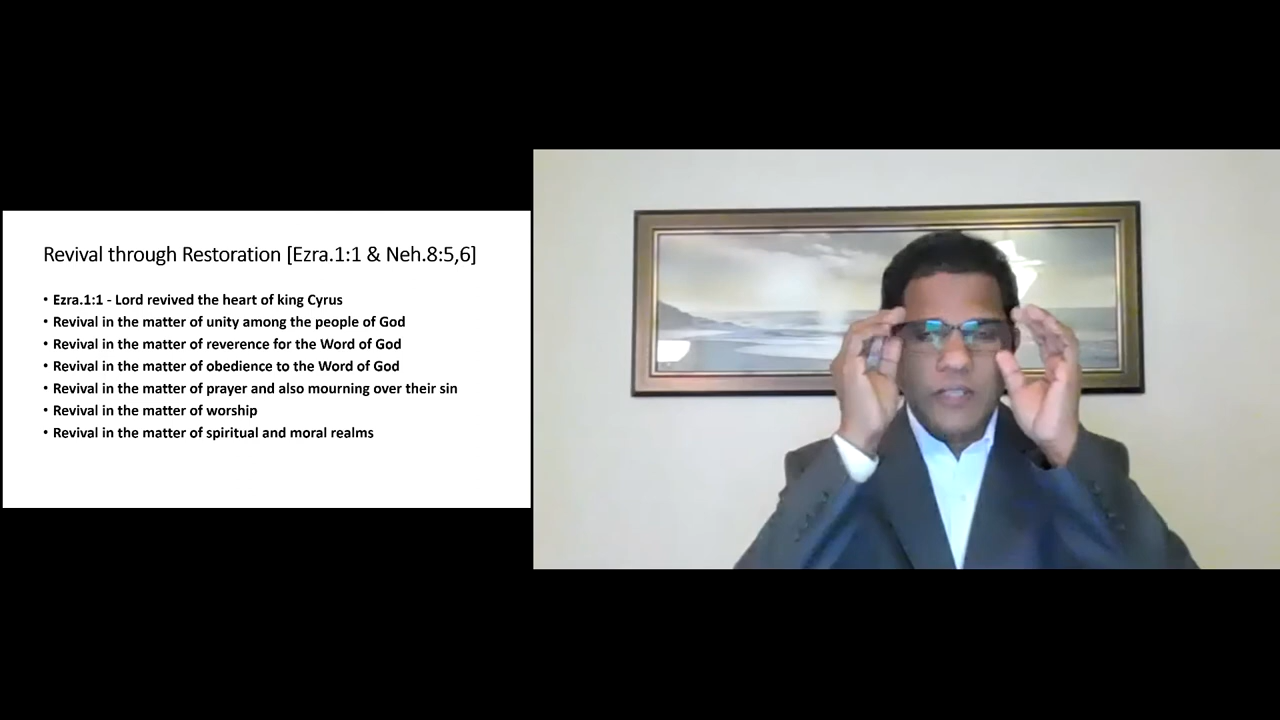 Revival through Restoration [Ezra.1:1 & Neh.8:5,6]
• Ezra.1:1 - Lord revived the heart of king Cyrus
• Revival in the matter of unity among the people of God
• Revival in the matter of reverence for the Word of God
• Revival in the matter of obedience to the Word of God
• Revival in the matter of prayer and also mourning over their sin
• Revival in the matter of worship
• Revival in the matter of spiritual and moral realms